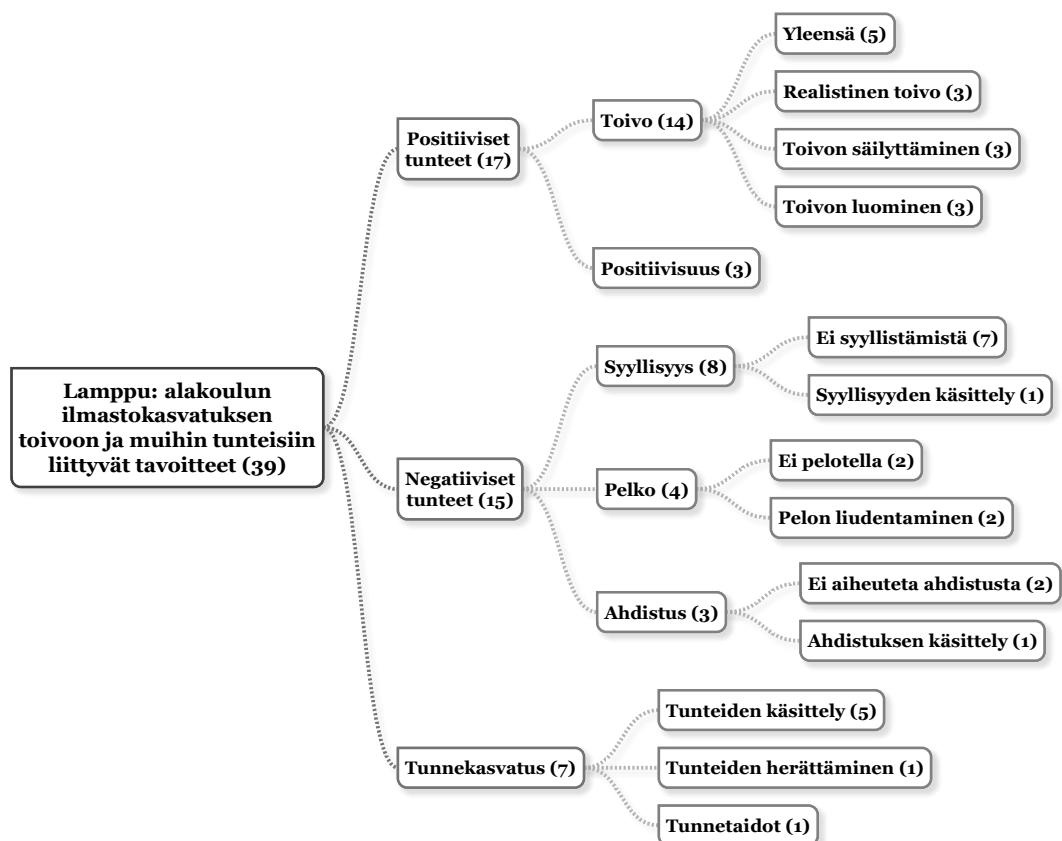 Lamppu: alakoulun
ilmastokasvatuksen
toivoon ja muihin tunteisiin
liittyvät tavoitteet (39)
Positiiviset
tunteet (17)
Toivo (14)
Yleensä (5)
Realistinen toivo (3)
Toivon säilyttäminen (3)
Toivon luominen (3)
Positiivisuus (3)
Negatiiviset
tunteet (15)
Syyllisyys (8)
Ei syyllistämistä (7)
Syyllisyyden käsittely (1)
Pelko (4)
Ei pelotella (2)
Pelon liudentaminen (2)
Ahdistus (3)
Ei aiheuteta ahdistusta (2)
Ahdistuksen käsittely (1)
Tunnekasvatus (7)
Tunteiden käsittely (5)
Tunteiden herättäminen (1)
Tunnetaidot (1)